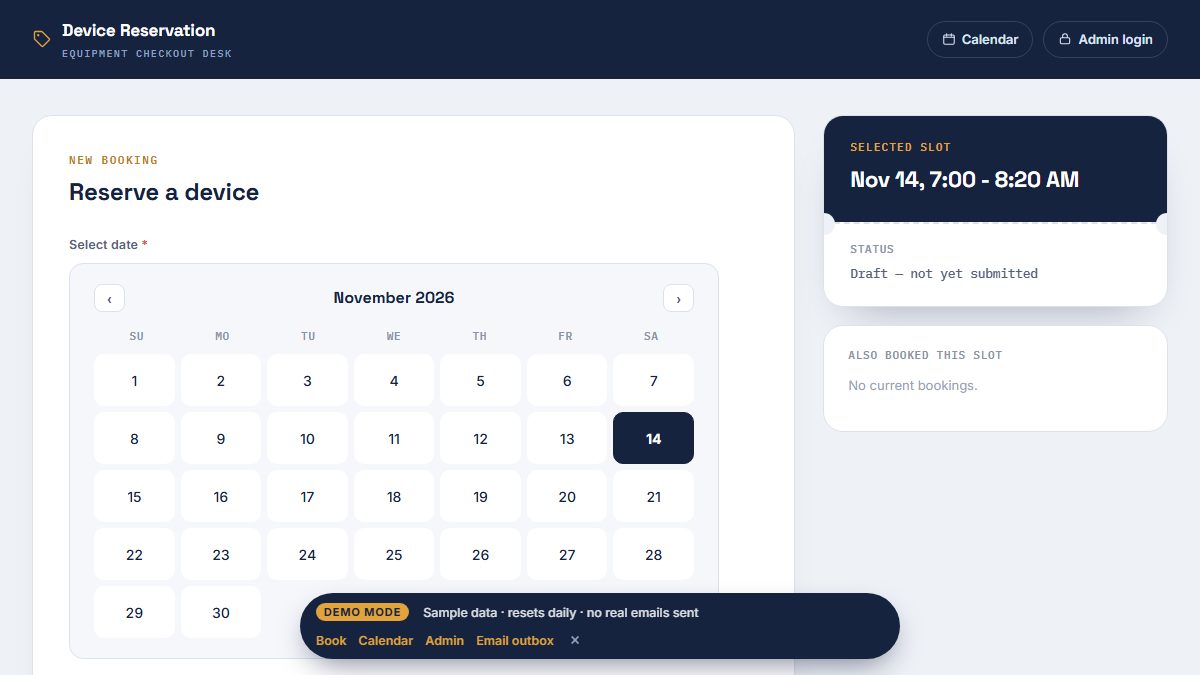 Device Reservation
EQUIPMENT CHECKOUT DESK
Calendar
Admin login
NEW BOOKING
Reserve a device
Select date *
‹ November 2026 ›
SU MO TU WE TH FR SA
1 2 3 4 5 6 7
8 9 10 11 12 13 14
15 16 17 18 19 20 21
22 23 24 25 26 27 28
29 30
SELECTED SLOT
Nov 14, 7:00 - 8:20 AM
STATUS
Draft — not yet submitted
ALSO BOOKED THIS SLOT
No current bookings.
DEMO MODE Sample data · resets daily · no real emails sent
Book Calendar Admin Email outbox ×